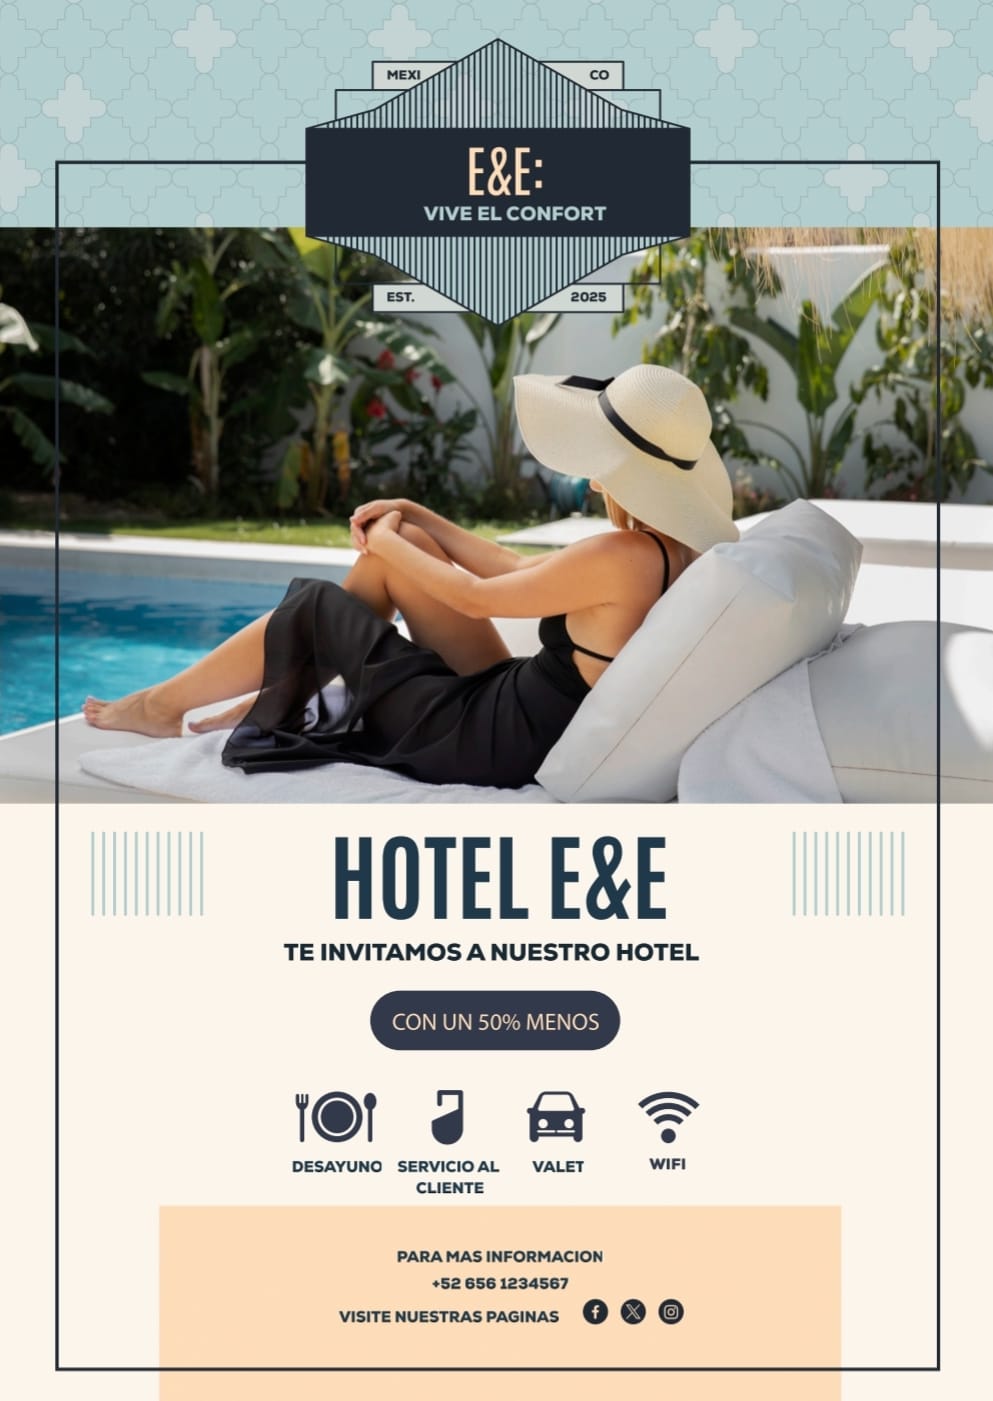 MEXI CO
E&E:
VIVE EL CONFORT
EST. 2025
HOTEL E&E
TE INVITAMOS A NUESTRO HOTEL
CON UN 50% MENOS
DESAYUNO
SERVICIO AL
CLIENTE
VALET
WIFI
PARA MAS INFORMACION
+52 656 1234567
VISITE NUESTRAS PAGINAS